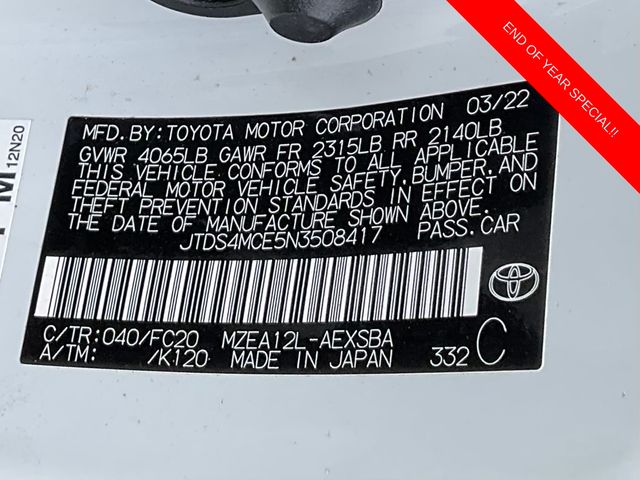 END OF YEAR SPECIAL!!
12N20
MFD.BY:TOYOTA MOTOR CORPORATION 03/22
GVWR 4065LB GAWR FR 2315LB RR 2140LB
THIS VEHICLE CONFORMS TO ALL APPLICABLE
FEDERAL MOTOR VEHICLE SAFETY,BUMPER,AND
THEFT PREVENTION STANDARDS IN EFFECT ON
THE DATE OF MANUFACTURE SHOWN ABOVE.
JTDS4MCE5N3508417 PASS.CAR
C/TR:040/FC20 MZEA12L-AEXSBA
A/TM: /K120 MADE IN JAPAN 332 C